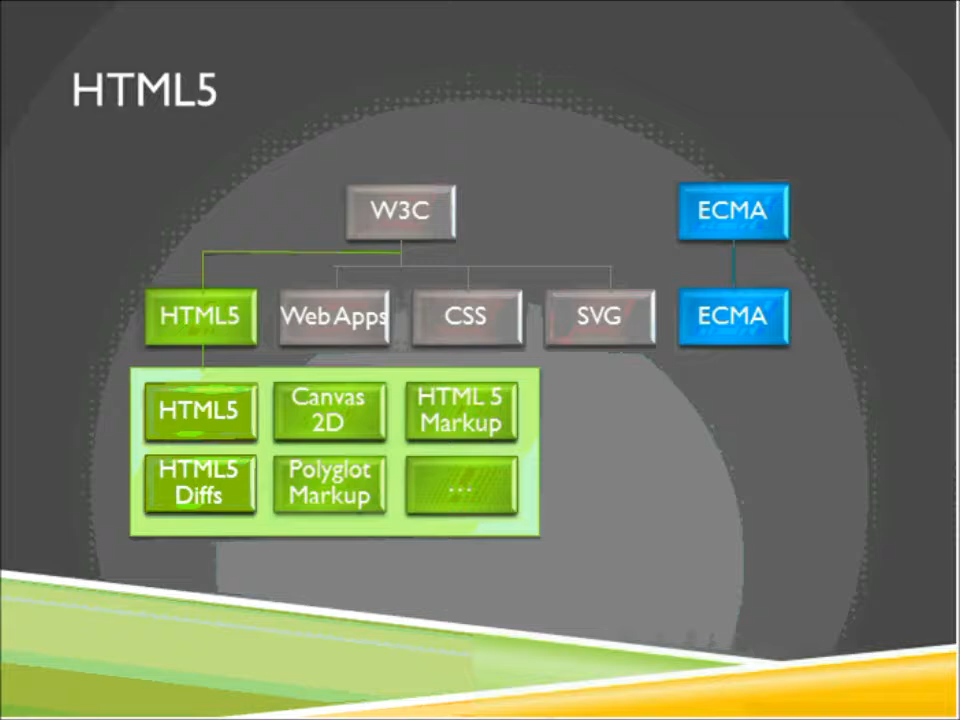 HTML5
W3C
ECMA
HTML5
Web Apps
CSS
SVG
ECMA
HTML5
Canvas
2D
HTML 5
Markup
HTML5
Diffs
Polyglot
Markup
...